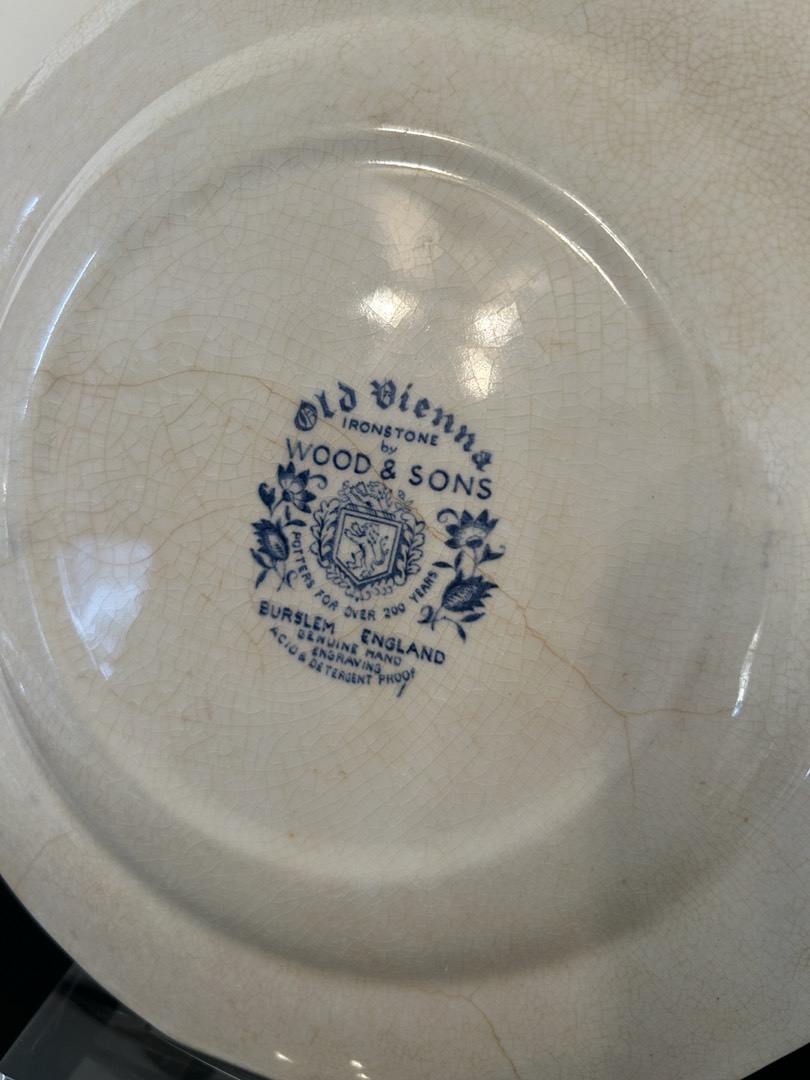 Old Vienna
IRONSTONE
by
WOOD & SONS
POTTERS FOR OVER 200 YEARS
BURSLEM ENGLAND
GENUINE HAND
ENGRAVING
ACID & DETERGENT PROOF